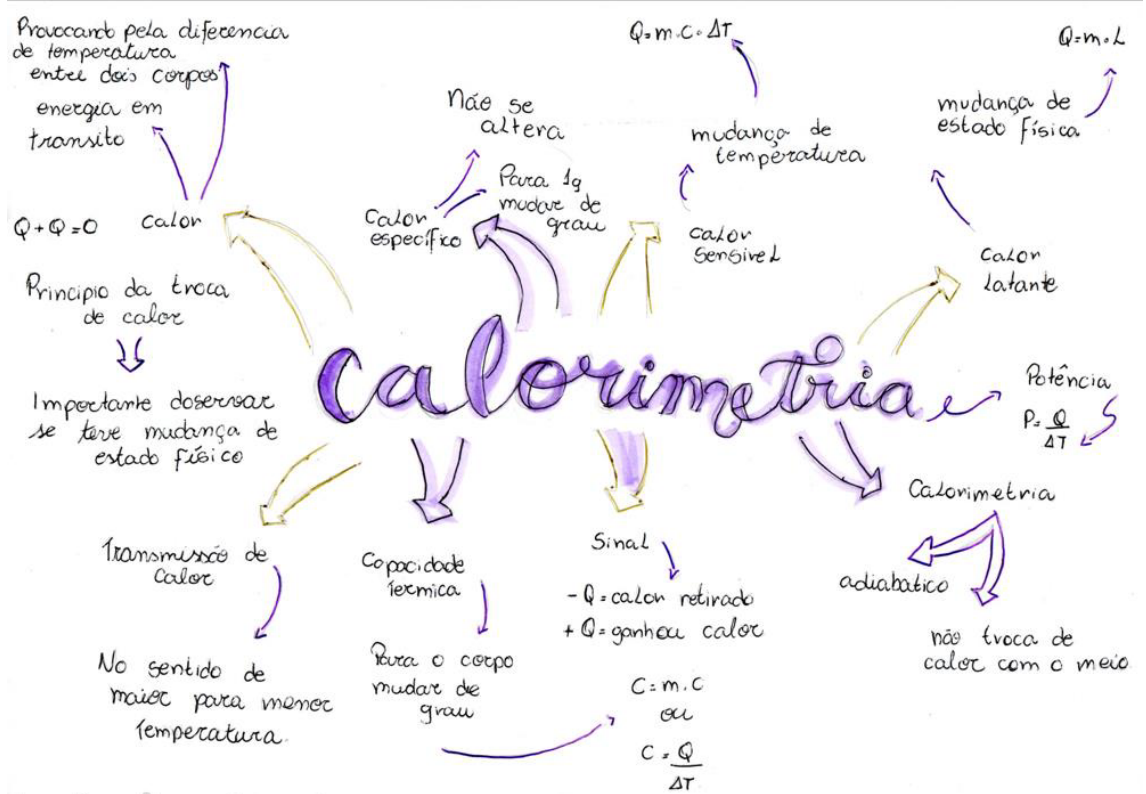 Provocando pela diferencia
de temperatura
entre dois corpos
energia em
transito
Calor
Q + Q = 0
Principio da troca
de calor
Importante doservar
se teve mudança de
estado físico
Não se
altera
Para 1g
mudar de
grau
Calor
específico
Q = m . C . ΔT
mudança de
temperatura
calor
sensivel
Q = m . L
mudança de
estado física
Calor
Latante
Calorimetria
Potência
P = Q
ΔT
Calorimetria
adiabatico
não troca de
calor com o meio
Transmissão de
Calor
No sentido de
maior para menor
temperatura.
Capacidade
Térmica
Para o corpo
mudar de
grau
Sinal
- Q = calor retirado
+ Q = ganhou calor
C = m . C
ou
C = Q
ΔT